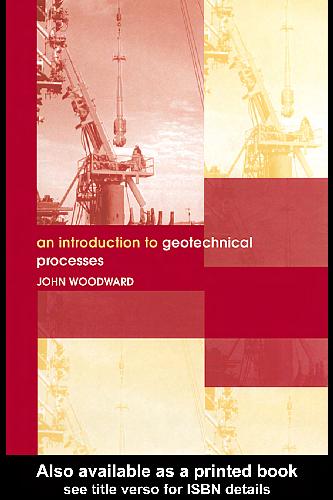 an introduction to geotechnical
processes
JOHN WOODWARD
Also available as a printed book
see title verso for ISBN details